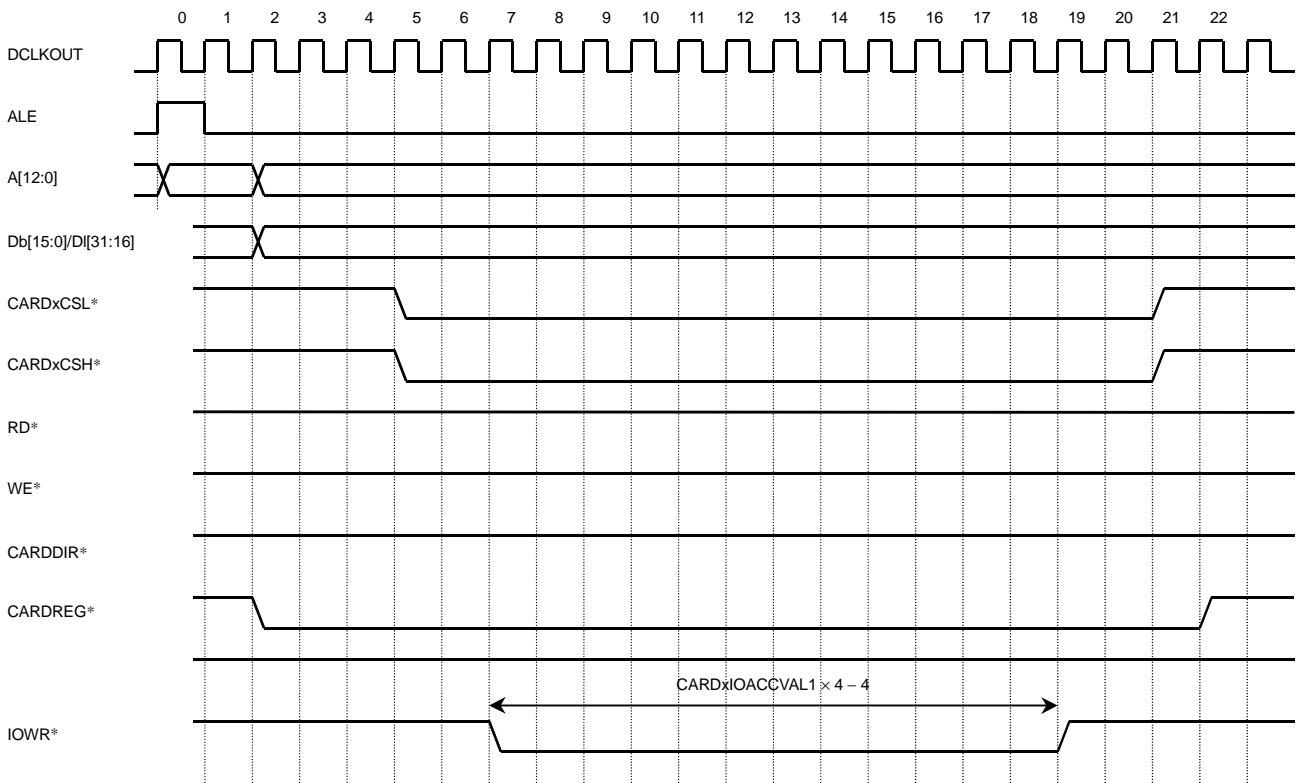 0 1 2 3 4 5 6 7 8 9 10 11 12 13 14 15 16 17 18 19 20 21 22
DCLKOUT
ALE
A[12:0]
Db[15:0]/Dl[31:16]
CARDxCSL*
CARDxCSH*
RD*
WE*
CARDDIR*
CARDREG*
CARDxIOACCVAL1 × 4 – 4
IOWR*